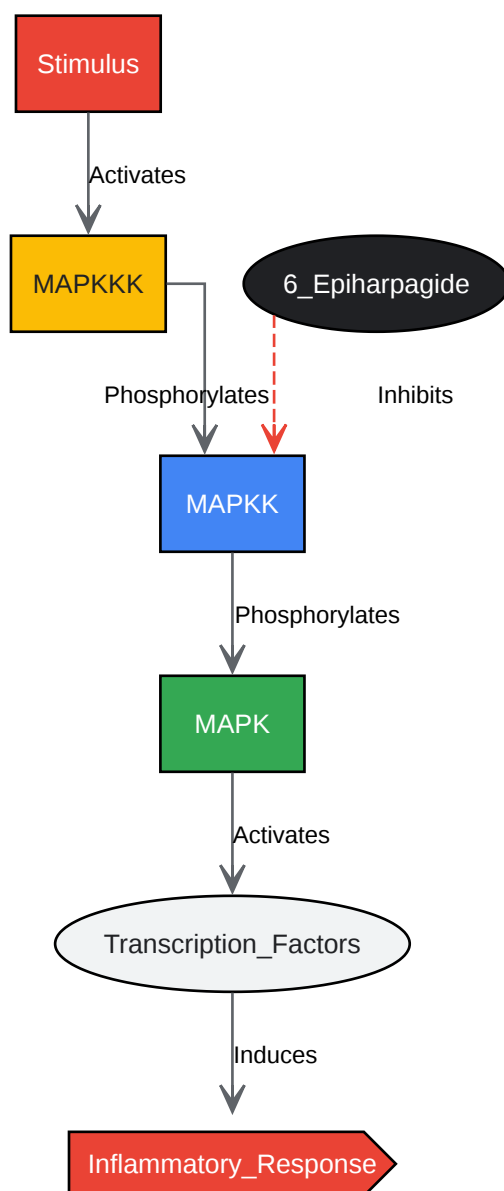 Stimulus
Activates
MAPKKK
6_Epiharpagide
Phosphorylates
Inhibits
MAPKK
Phosphorylates
MAPK
Activates
Transcription_Factors
Induces
Inflammatory_Response